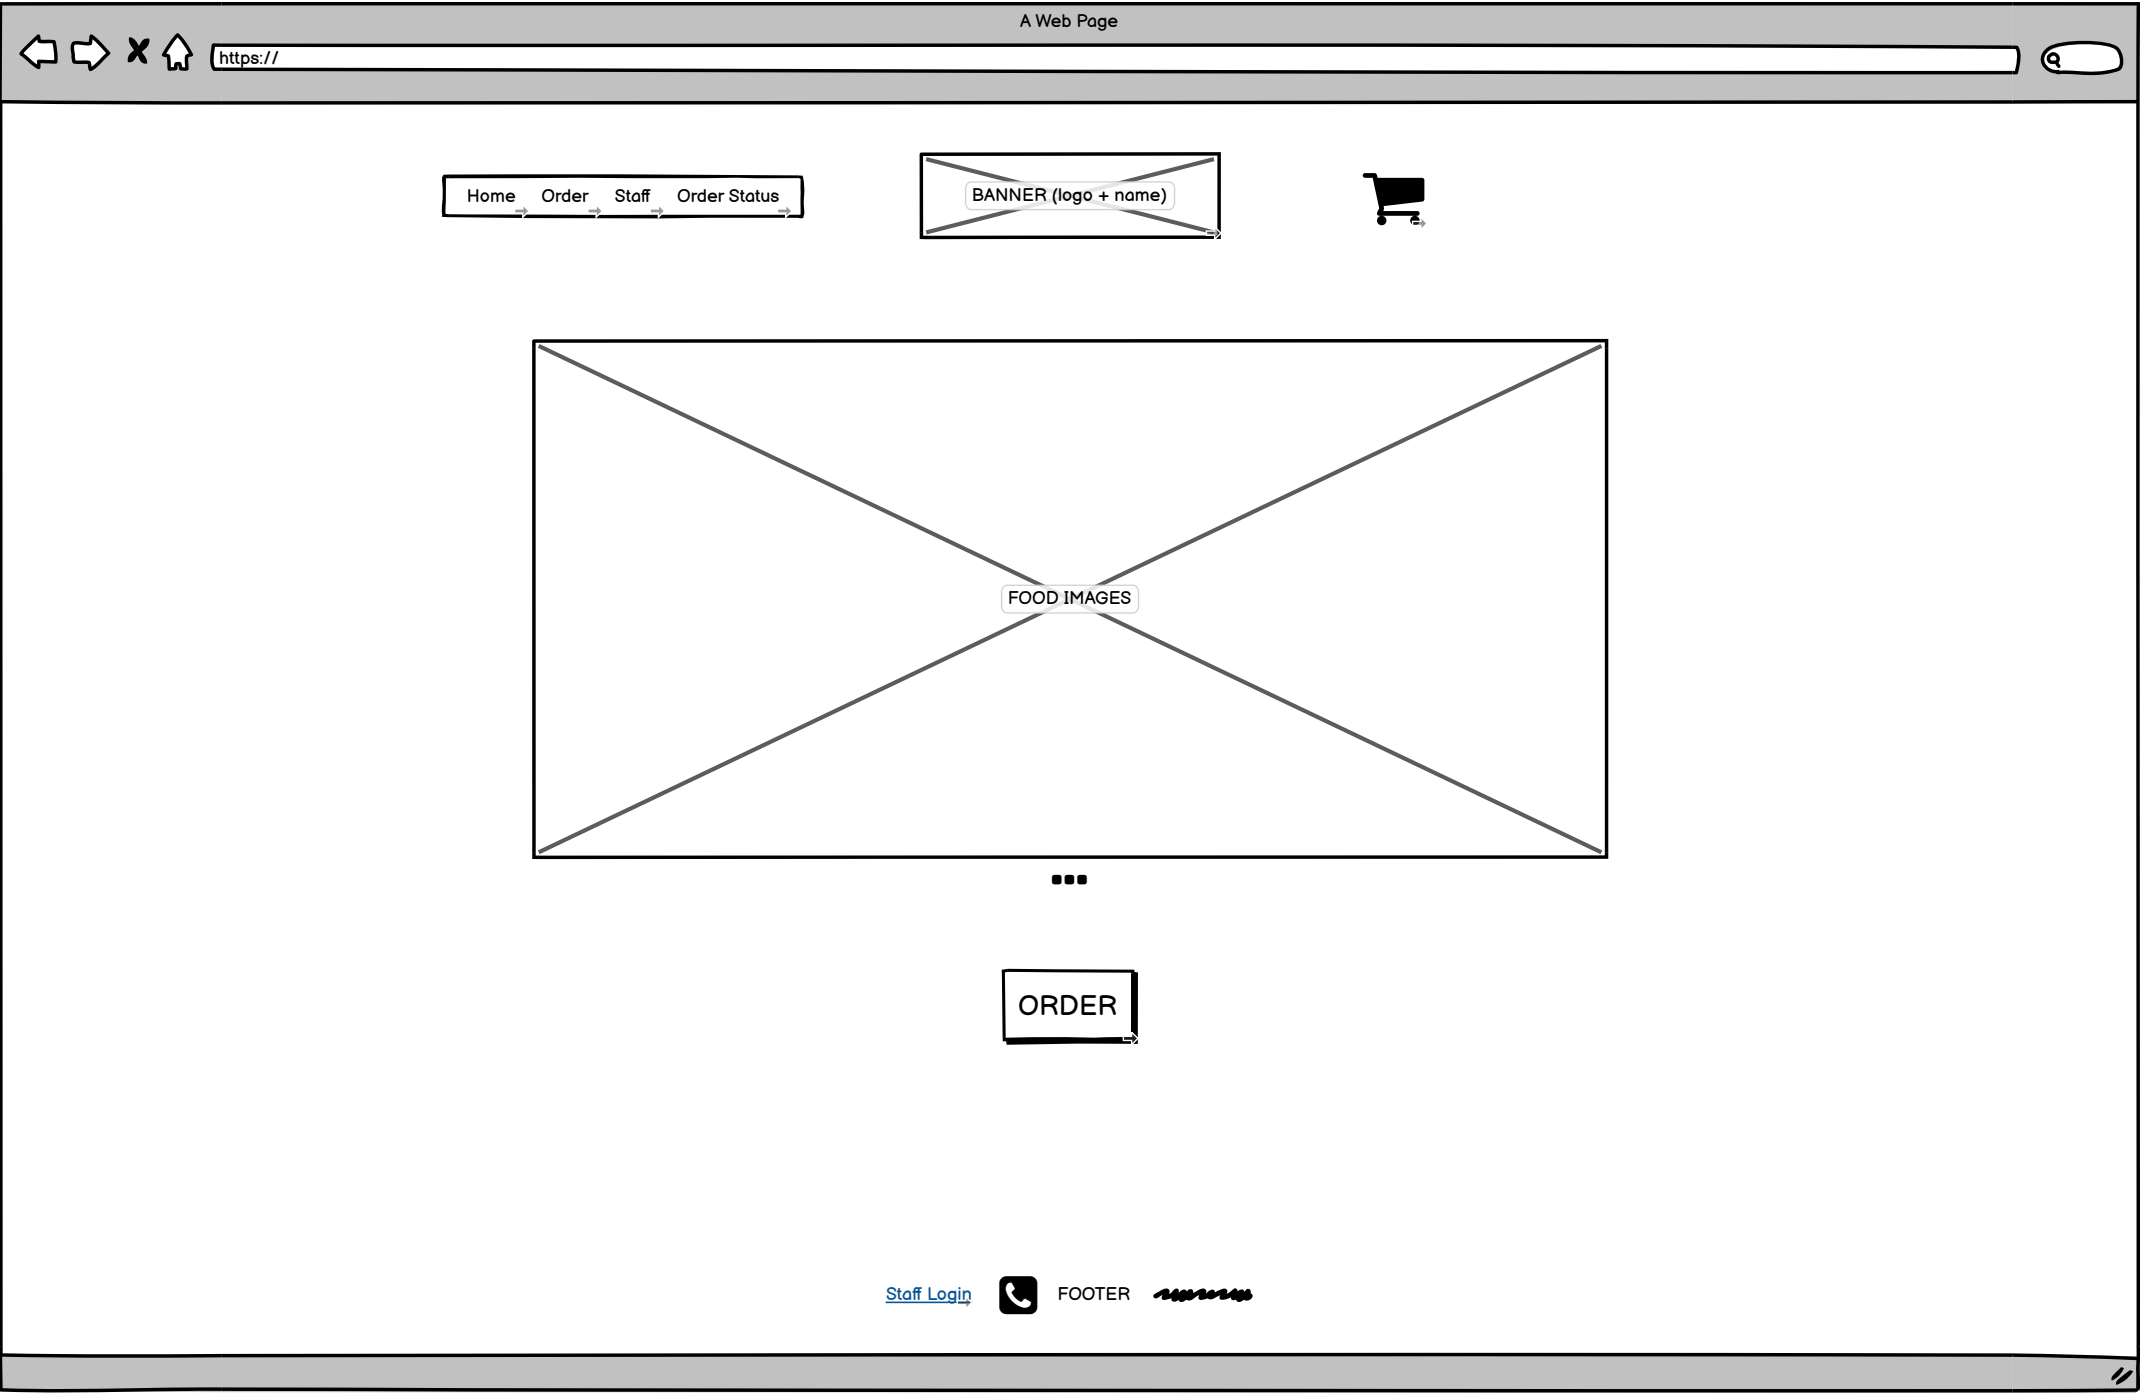 A Web Page
https://
Home Order Staff Order Status
BANNER (logo + name)
FOOD IMAGES
ORDER
Staff Login FOOTER